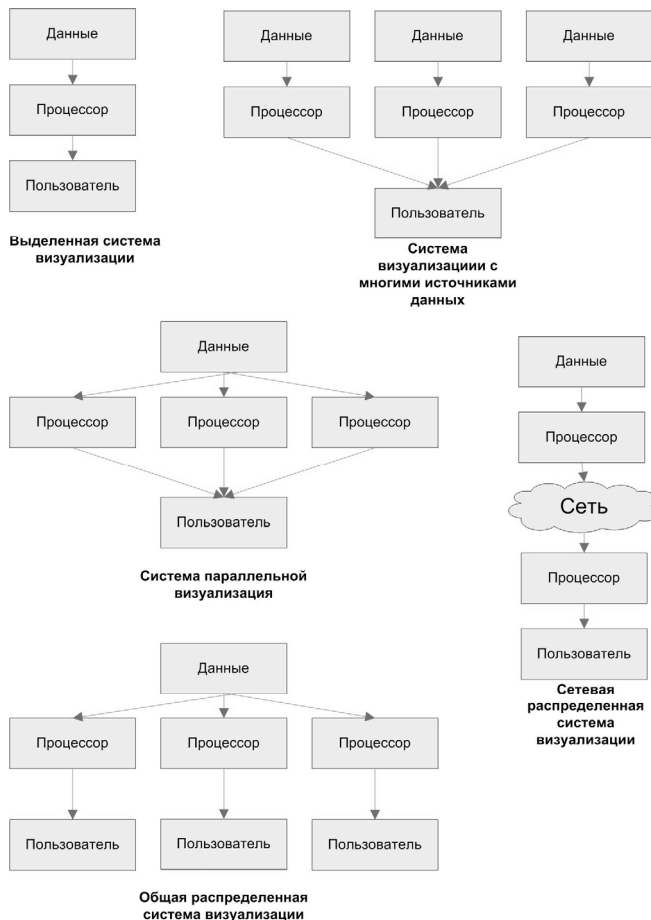 Данные
Процессор
Пользователь
Выделенная система
визуализации
Данные
Данные
Данные
Процессор
Процессор
Процессор
Пользователь
Система
визуализациии с
многими источниками
данных
Данные
Процессор
Процессор
Процессор
Пользователь
Система параллельной
визуализация
Данные
Процессор
Сеть
Процессор
Пользователь
Сетевая
распределенная
система
визуализации
Данные
Процессор
Процессор
Процессор
Пользователь
Пользователь
Пользователь
Общая распределенная
система визуализации